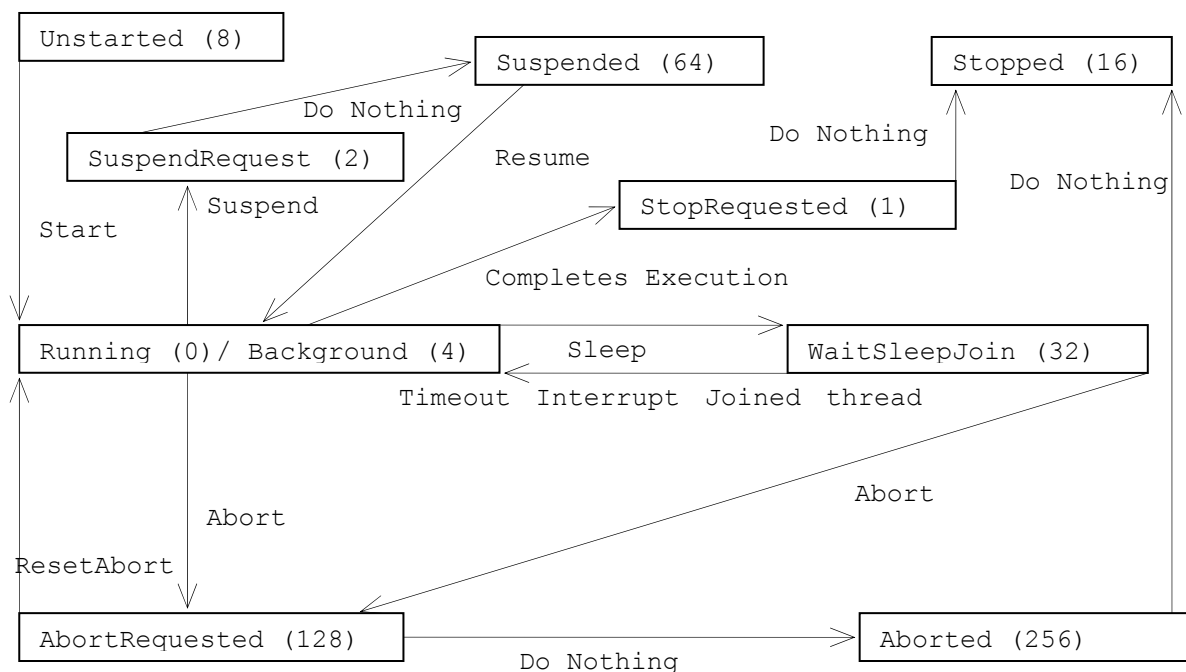 Unstarted (8)
Suspended (64)
Stopped (16)
Do Nothing
Do Nothing
SuspendRequest (2)
Resume
Do Nothing
Suspend
StopRequested (1)
Start
Completes Execution
Running (0)/ Background (4)
Sleep
WaitSleepJoin (32)
Timeout Interrupt Joined thread
Abort
Abort
ResetAbort
AbortRequested (128)
Do Nothing
Aborted (256)